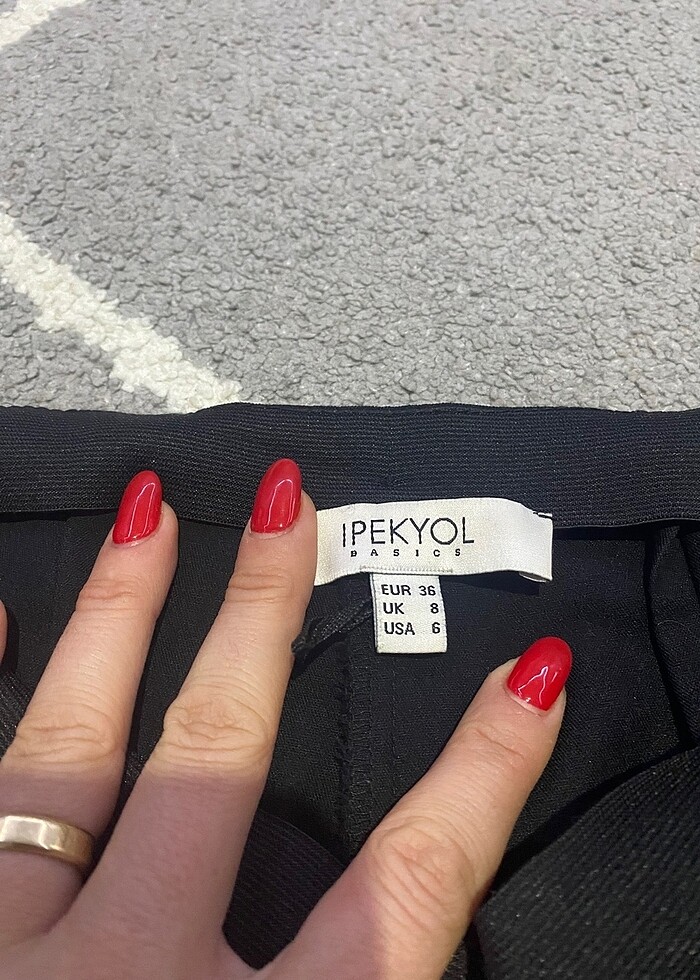 IPEKYOL
BASICS
EUR 36
UK 8
USA 6